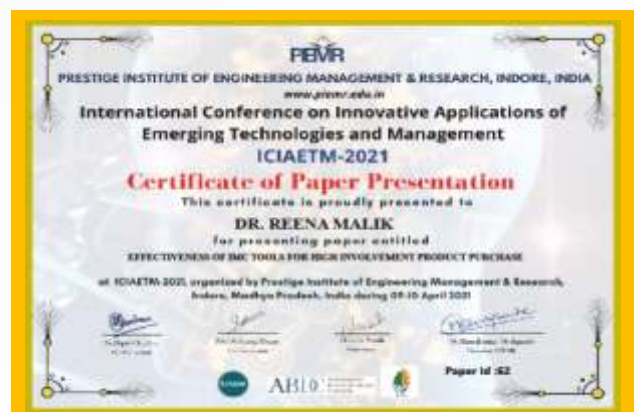 PIEMR
PRESTIGE INSTITUTE OF ENGINEERING MANAGEMENT & RESEARCH, INDORE, INDIA
www.piemr.edu.in
International Conference on Innovative Applications of
Emerging Technologies and Management
ICIAETM-2021
Certificate of Paper Presentation
This certificate is proudly presented to
DR. REENA MALIK
for presenting paper entitled
EFFECTIVENESS OF IMC TOOLS FOR HIGH INVOLVEMENT PRODUCT PURCHASE
at ICIAETM 2021, organized by Prestige Institute of Engineering Management & Research,
Indore, Madhya Pradesh, India during 09-10 April 2021
Paper Id :62